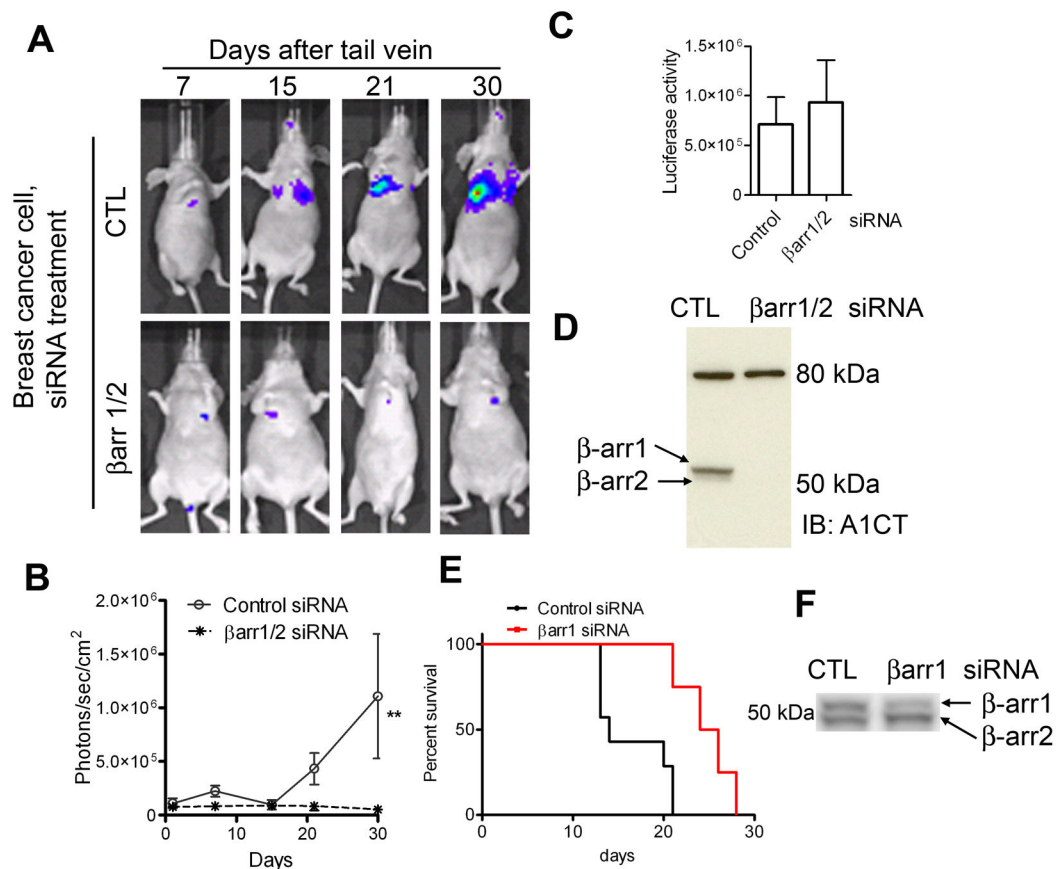 A
Days after tail vein
7 15 21 30
Breast cancer cell,
siRNA treatment
CTL
βarr 1/2
B
Control siRNA
βarr1/2 siRNA
Photons/sec/cm²
2.0×10⁶
1.5×10⁶
1.0×10⁶
5.0×10⁵
0
**
0 10 20 30
Days
C
Luciferase activity
1.5×10⁶
1.0×10⁶
5.0×10⁵
0
Control
βarr1/2
siRNA
D
CTL βarr1/2 siRNA
80 kDa
β-arr1
β-arr2
50 kDa
IB: A1CT
E
Control siRNA
βarr1 siRNA
Percent survival
100
50
0
0 10 20 30
days
F
CTL βarr1 siRNA
50 kDa
β-arr1
β-arr2